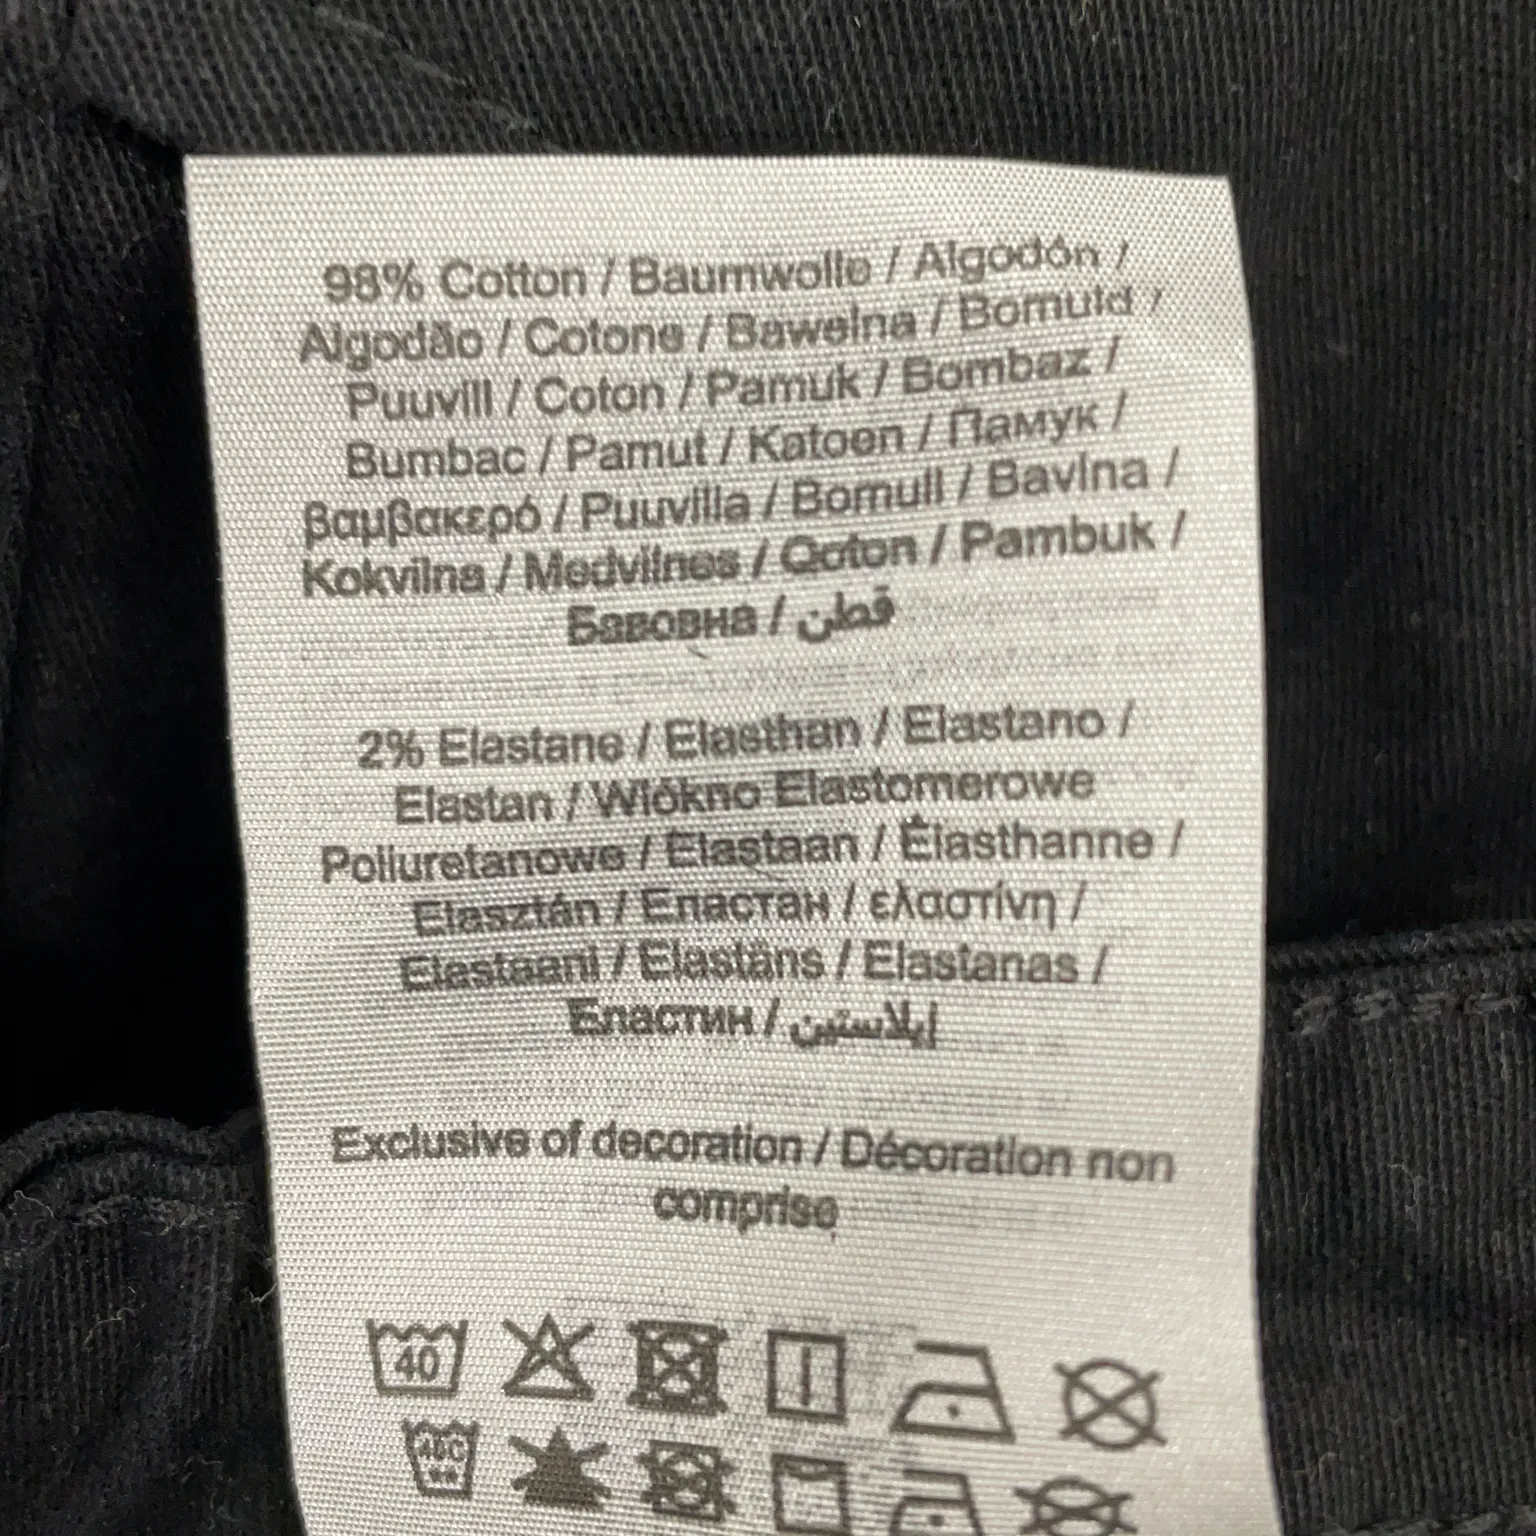 98% Cotton / Baumwolle / Algodón /
Algodão / Cotone / Bawełna / Bomuld /
Puuvill / Coton / Pamuk / Bombaž /
Bumbac / Pamut / Katoen / Памук /
βαμβακερό / Puuvilla / Bomull / Bavlna /
Kokvilna / Medvilnės / Qoton / Pambuk /
Бавовна / قطن
2% Elastane / Elasthan / Elastano /
Elastan / Włókno Elastomerowe
Poliuretanowe / Elastaan / Élasthanne /
Elasztán / Еластан / ελαστίνη /
Elastaani / Elastāns / Elastanas /
Еластин / إيلاستين
Exclusive of decoration / Décoration non
comprise
40